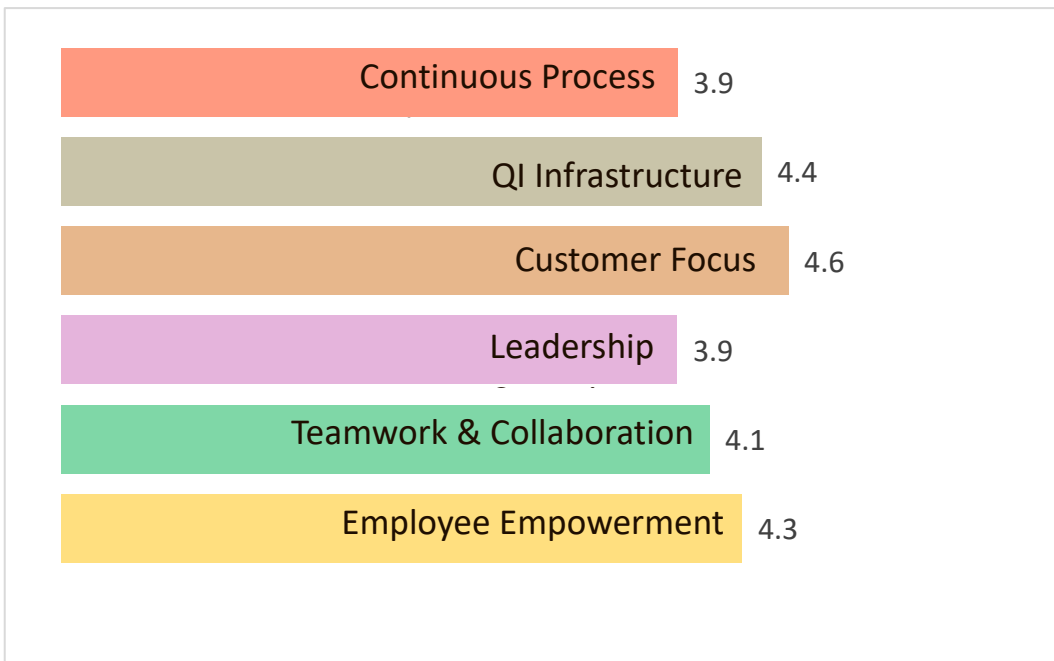 Continuous Process 3.9
QI Infrastructure 4.4
Customer Focus 4.6
Leadership 3.9
Teamwork & Collaboration 4.1
Employee Empowerment 4.3